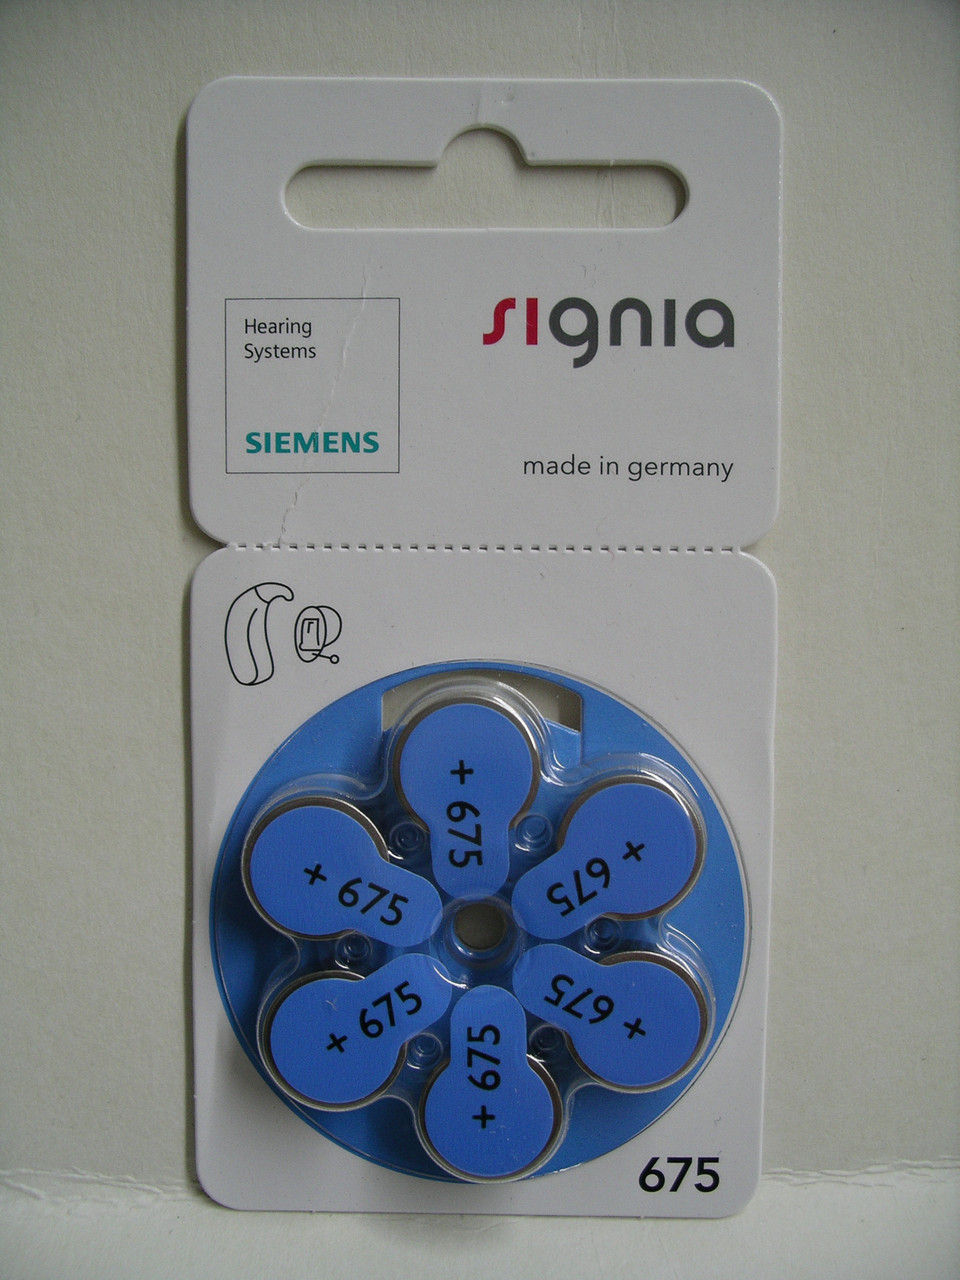 Hearing
Systems
SIEMENS
signia
made in germany
+ 675
+ 675
+ 675
+ 675
+ 675
+ 675
675